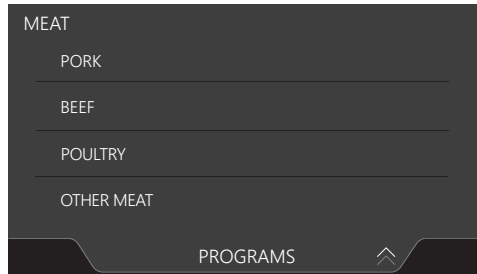 MEAT
PORK
BEEF
POULTRY
OTHER MEAT
PROGRAMS